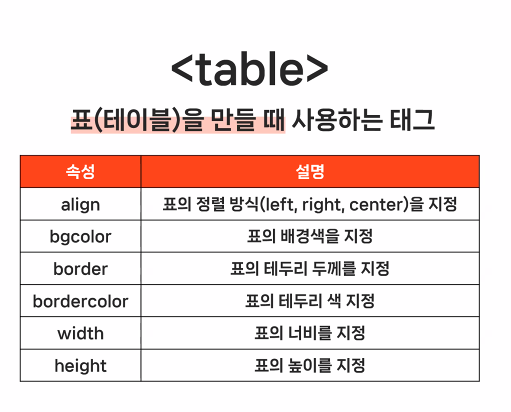 <table>
표(테이블)을 만들 때 사용하는 태그
속성 설명
align 표의 정렬 방식(left, right, center)을 지정
bgcolor 표의 배경색을 지정
border 표의 테두리 두께를 지정
bordercolor 표의 테두리 색 지정
width 표의 너비를 지정
height 표의 높이를 지정